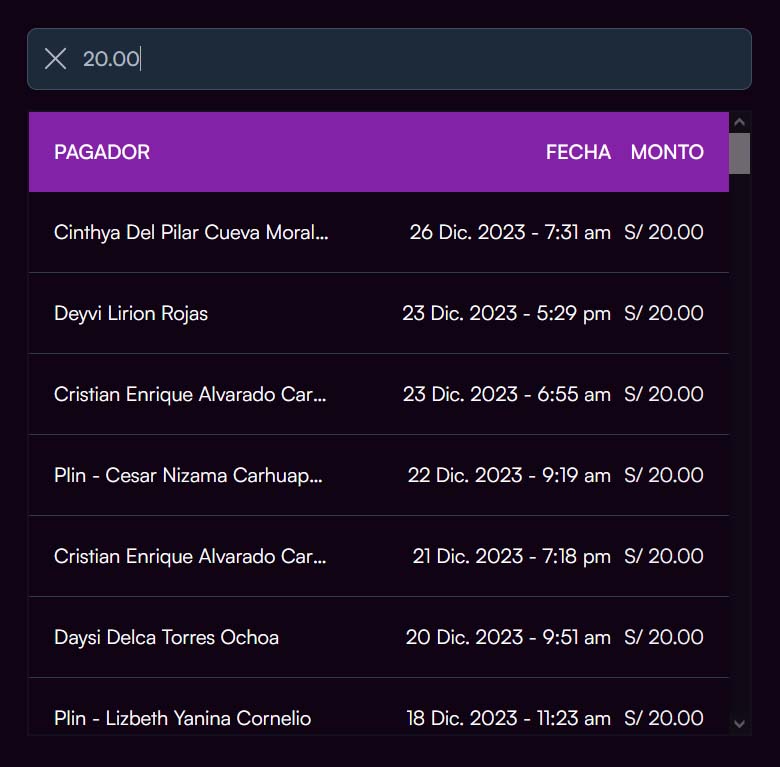 20.00
PAGADOR FECHA MONTO
Cinthya Del Pilar Cueva Moral... 26 Dic. 2023 - 7:31 am S/ 20.00
Deyvi Lirion Rojas 23 Dic. 2023 - 5:29 pm S/ 20.00
Cristian Enrique Alvarado Car... 23 Dic. 2023 - 6:55 am S/ 20.00
Plin - Cesar Nizama Carhuap... 22 Dic. 2023 - 9:19 am S/ 20.00
Cristian Enrique Alvarado Car... 21 Dic. 2023 - 7:18 pm S/ 20.00
Daysi Delca Torres Ochoa 20 Dic. 2023 - 9:51 am S/ 20.00
Plin - Lizbeth Yanina Cornelio 18 Dic. 2023 - 11:23 am S/ 20.00